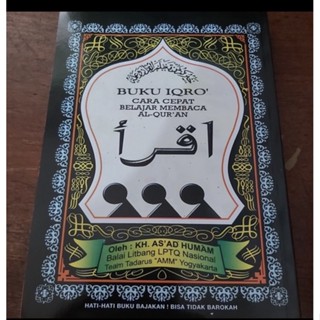 BUKU IQRO'
CARA CEPAT
BELAJAR MEMBACA
AL-QUR'AN
اقرأ
Oleh : KH. AS'AD HUMAM
Balai Litbang LPTQ Nasional
Team Tadarus "AMM" Yogyakarta
HATI-HATI BUKU BAJAKAN ! BISA TIDAK BAROKAH